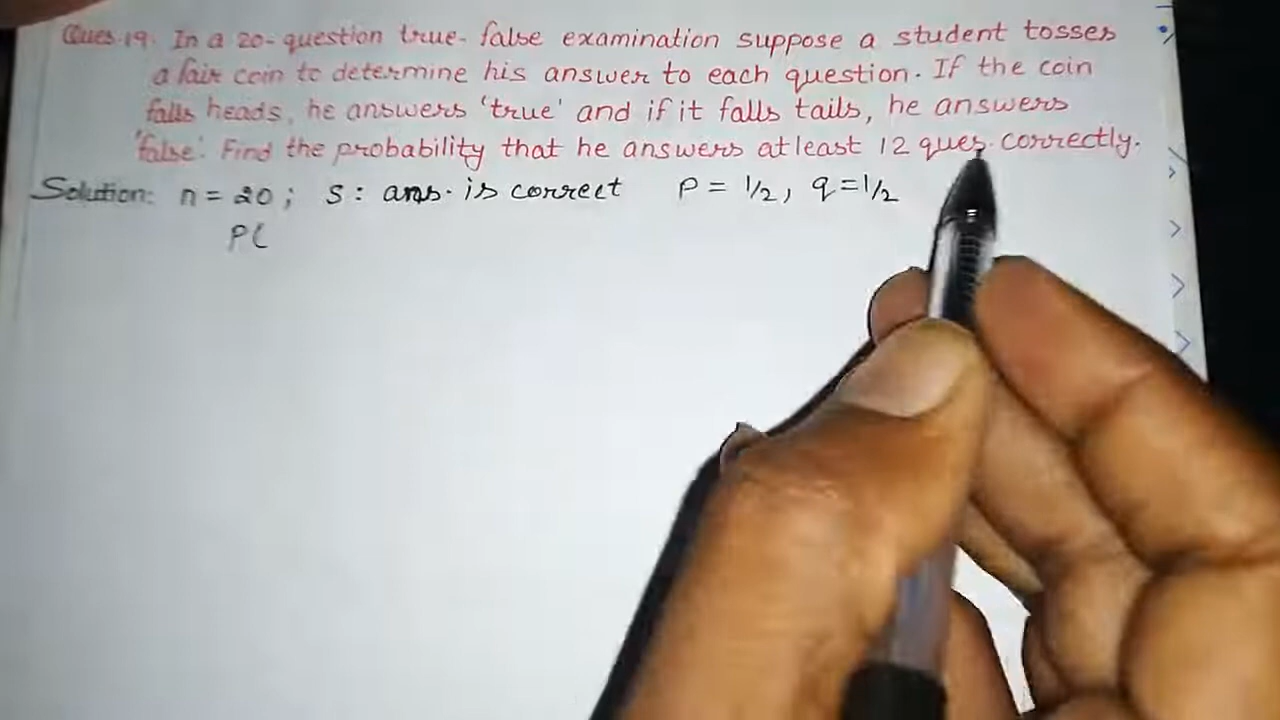 Ques.19. In a 20-question true-false examination suppose a student tosses
a fair coin to determine his answer to each question. If the coin
falls heads, he answers 'true' and if it falls tails, he answers
'false'. Find the probability that he answers atleast 12 ques. correctly.
Solution: n = 20; S: ans. is correct P = 1/2, q = 1/2
P(